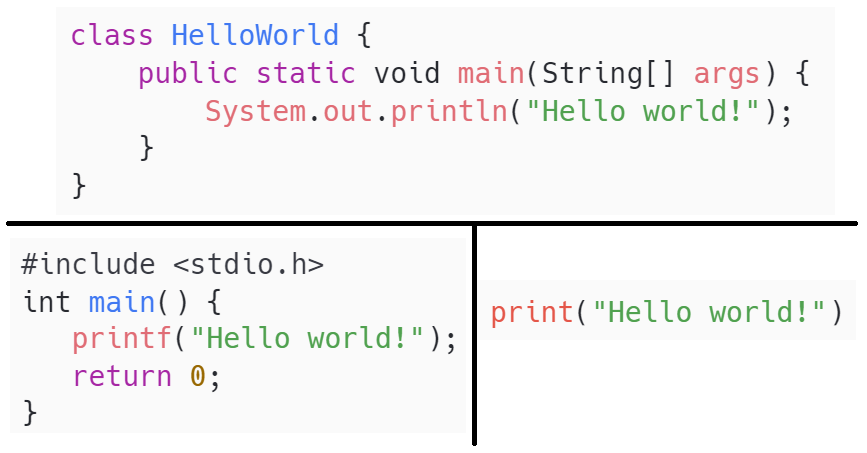 class HelloWorld {
    public static void main(String[] args) {
        System.out.println("Hello world!");
    }
}
#include <stdio.h>
int main() {
   printf("Hello world!");
   return 0;
}
print("Hello world!")